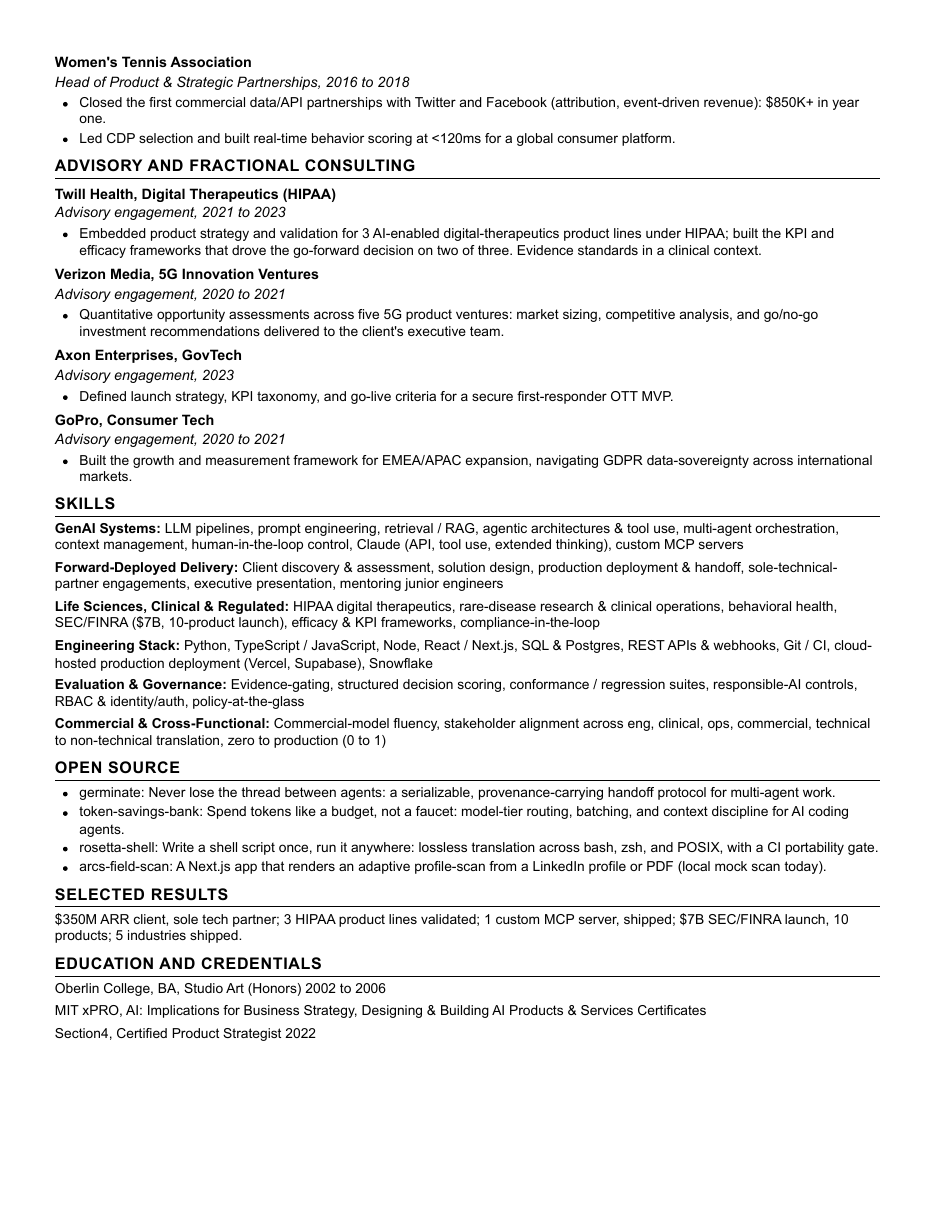 Women's Tennis Association
Head of Product & Strategic Partnerships, 2016 to 2018
• Closed the first commercial data/API partnerships with Twitter and Facebook (attribution, event-driven revenue): $850K+ in year
one.
• Led CDP selection and built real-time behavior scoring at <120ms for a global consumer platform.
ADVISORY AND FRACTIONAL CONSULTING
Twill Health, Digital Therapeutics (HIPAA)
Advisory engagement, 2021 to 2023
• Embedded product strategy and validation for 3 AI-enabled digital-therapeutics product lines under HIPAA; built the KPI and
efficacy frameworks that drove the go-forward decision on two of three. Evidence standards in a clinical context.
Verizon Media, 5G Innovation Ventures
Advisory engagement, 2020 to 2021
• Quantitative opportunity assessments across five 5G product ventures: market sizing, competitive analysis, and go/no-go
investment recommendations delivered to the client's executive team.
Axon Enterprises, GovTech
Advisory engagement, 2023
• Defined launch strategy, KPI taxonomy, and go-live criteria for a secure first-responder OTT MVP.
GoPro, Consumer Tech
Advisory engagement, 2020 to 2021
• Built the growth and measurement framework for EMEA/APAC expansion, navigating GDPR data-sovereignty across international
markets.
SKILLS
GenAI Systems: LLM pipelines, prompt engineering, retrieval / RAG, agentic architectures & tool use, multi-agent orchestration,
context management, human-in-the-loop control, Claude (API, tool use, extended thinking), custom MCP servers
Forward-Deployed Delivery: Client discovery & assessment, solution design, production deployment & handoff, sole-technical-
partner engagements, executive presentation, mentoring junior engineers
Life Sciences, Clinical & Regulated: HIPAA digital therapeutics, rare-disease research & clinical operations, behavioral health,
SEC/FINRA ($7B, 10-product launch), efficacy & KPI frameworks, compliance-in-the-loop
Engineering Stack: Python, TypeScript / JavaScript, Node, React / Next.js, SQL & Postgres, REST APIs & webhooks, Git / CI, cloud-
hosted production deployment (Vercel, Supabase), Snowflake
Evaluation & Governance: Evidence-gating, structured decision scoring, conformance / regression suites, responsible-AI controls,
RBAC & identity/auth, policy-at-the-glass
Commercial & Cross-Functional: Commercial-model fluency, stakeholder alignment across eng, clinical, ops, commercial, technical
to non-technical translation, zero to production (0 to 1)
OPEN SOURCE
• germinate: Never lose the thread between agents: a serializable, provenance-carrying handoff protocol for multi-agent work.
• token-savings-bank: Spend tokens like a budget, not a faucet: model-tier routing, batching, and context discipline for AI coding
agents.
• rosetta-shell: Write a shell script once, run it anywhere: lossless translation across bash, zsh, and POSIX, with a CI portability gate.
• arcs-field-scan: A Next.js app that renders an adaptive profile-scan from a LinkedIn profile or PDF (local mock scan today).
SELECTED RESULTS
$350M ARR client, sole tech partner; 3 HIPAA product lines validated; 1 custom MCP server, shipped; $7B SEC/FINRA launch, 10
products; 5 industries shipped.
EDUCATION AND CREDENTIALS
Oberlin College, BA, Studio Art (Honors) 2002 to 2006
MIT xPRO, AI: Implications for Business Strategy, Designing & Building AI Products & Services Certificates
Section4, Certified Product Strategist 2022